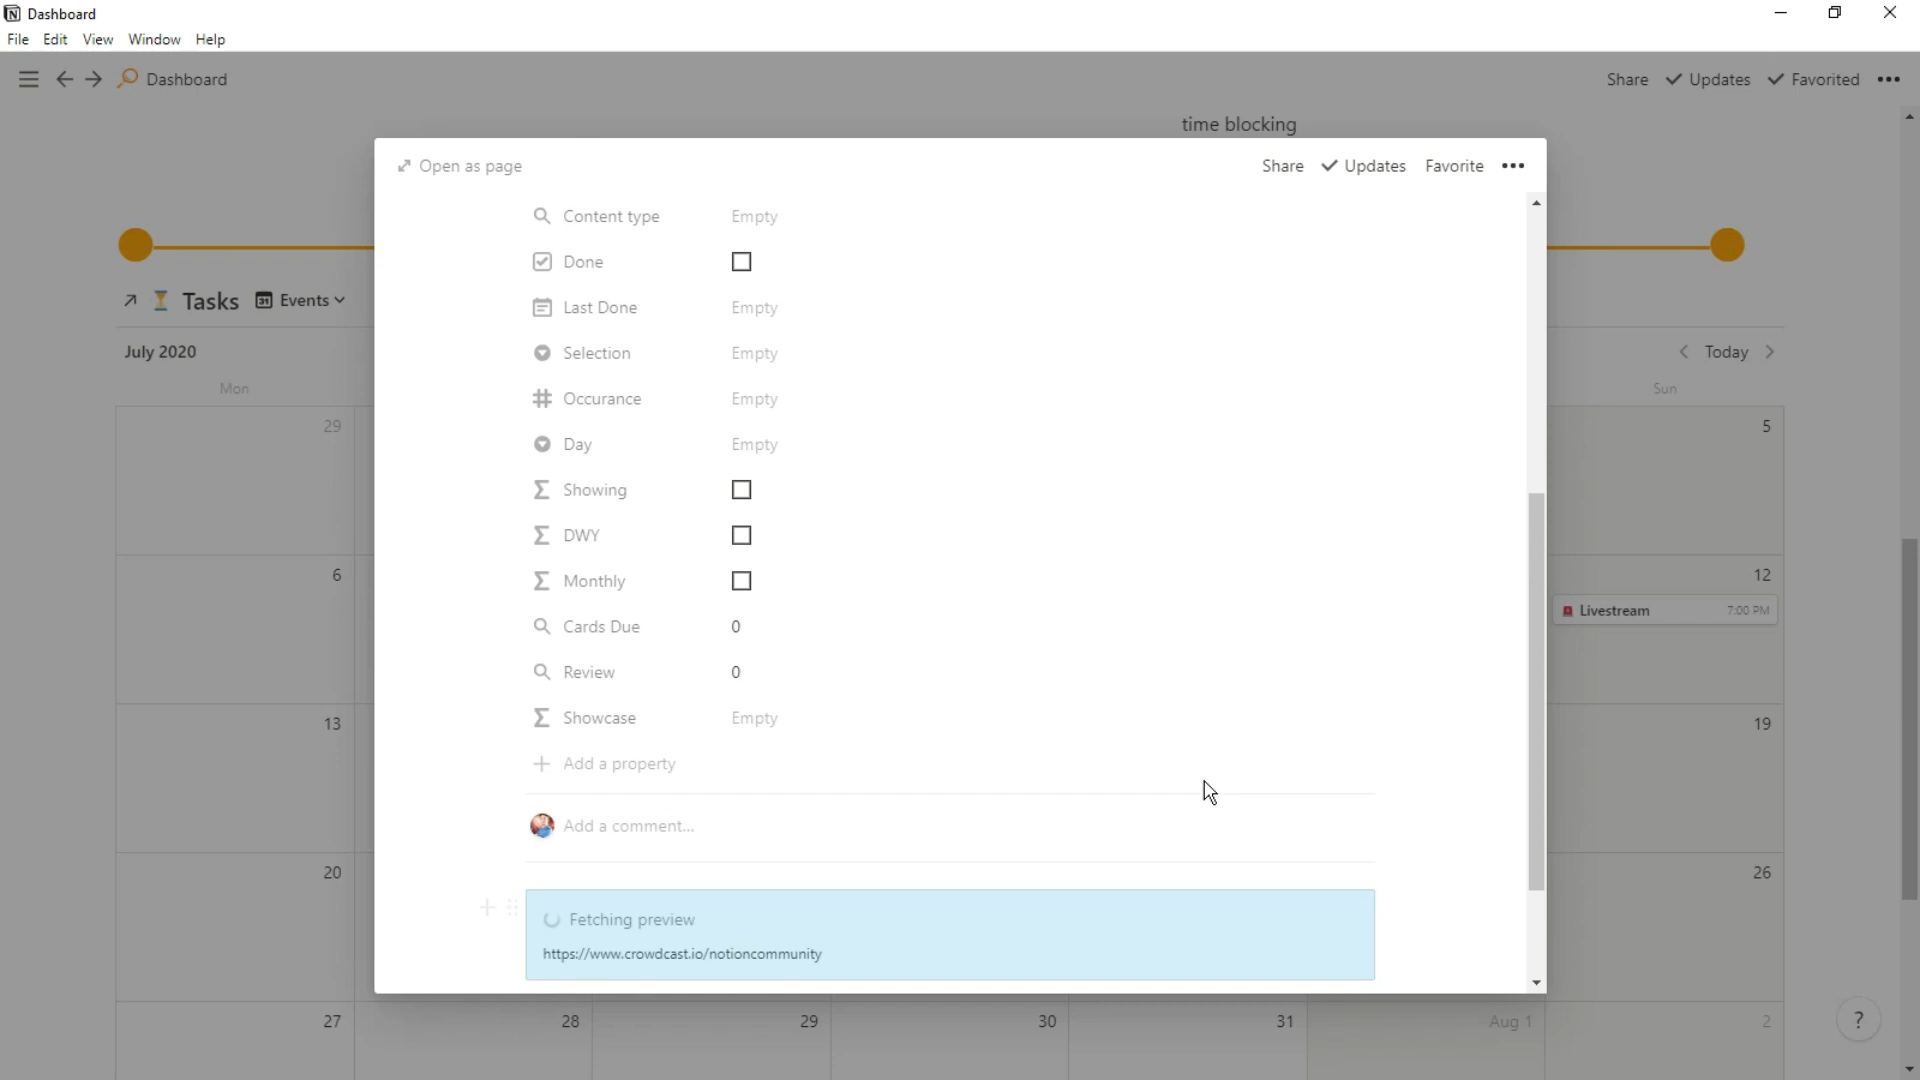 Dashboard
File Edit View Window Help
Dashboard
Share Updates Favorited
time blocking
Open as page
Share Updates Favorite
Content type Empty
Done
Last Done Empty
Selection Empty
Occurance Empty
Day Empty
Showing
DWY
Monthly
Cards Due 0
Review 0
Showcase Empty
Add a property
Add a comment...
Fetching preview
https://www.crowdcast.io/notioncommunity
Tasks Events
July 2020
Today
Mon Sun
29 5
6 12
Livestream 7:00 PM
13 19
20 26
27 28 29 30 31 Aug 1 2
?